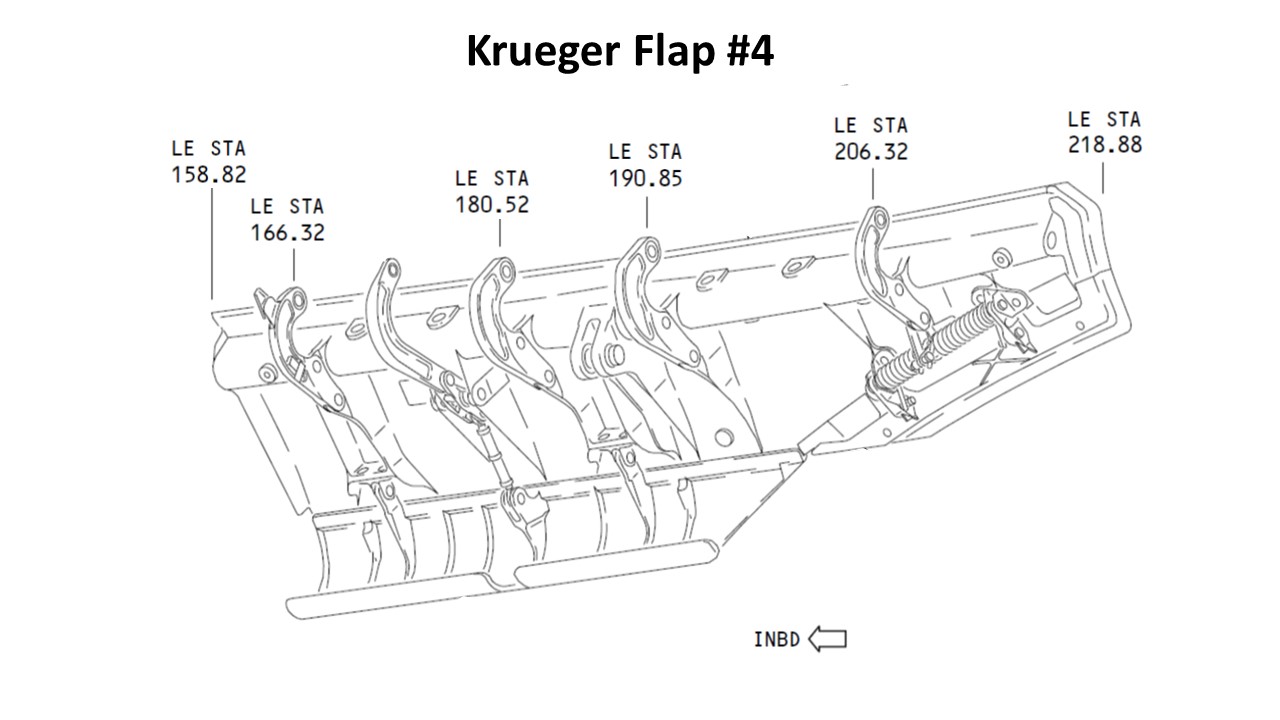 Krueger Flap #4
LE STA
158.82
LE STA
166.32
LE STA
180.52
LE STA
190.85
LE STA
206.32
LE STA
218.88
INBD